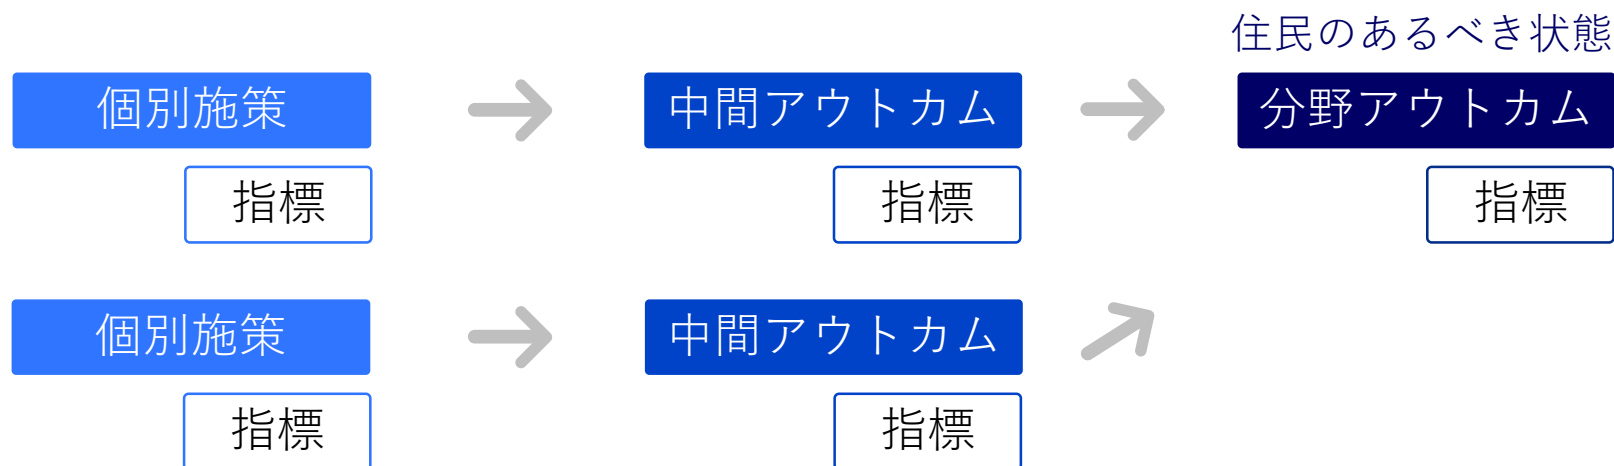 住民のあるべき状態
個別施策
中間アウトカム
分野アウトカム
指標
指標
指標
個別施策
中間アウトカム
指標
指標